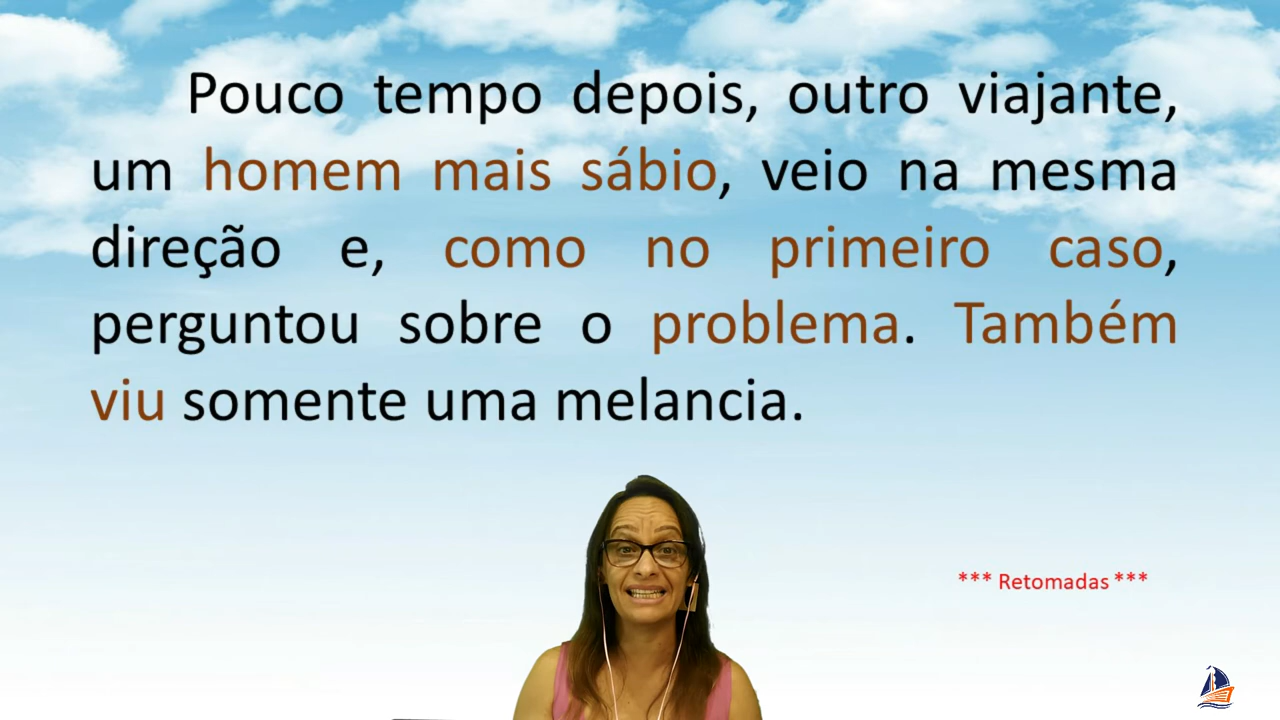 Pouco tempo depois, outro viajante,
um homem mais sábio, veio na mesma
direção e, como no primeiro caso,
perguntou sobre o problema. Também
viu somente uma melancia.
*** Retomadas ***